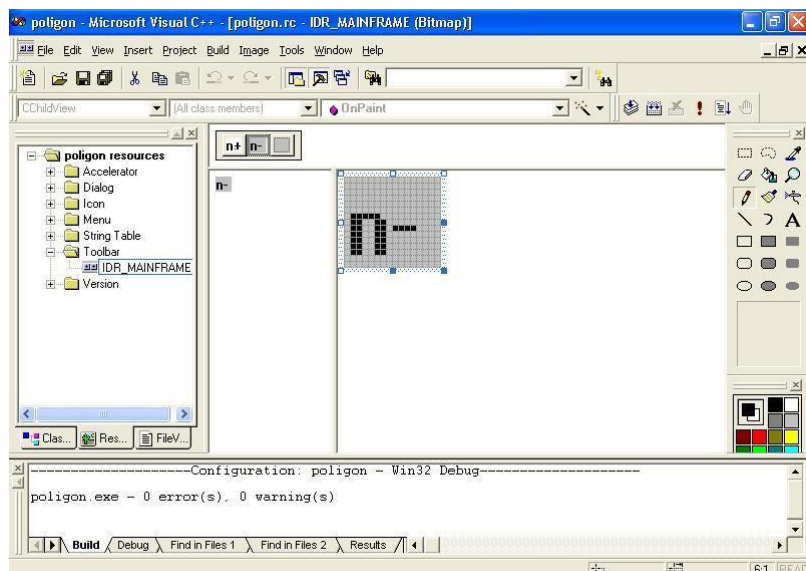 poligon - Microsoft Visual C++ - [poligon.rc - IDR_MAINFRAME (Bitmap)]
File Edit View Insert Project Build Image Tools Window Help
CChildView (All class members) OnPaint
n+ n-
poligon resources
Accelerator
Dialog
Icon
Menu
String Table
Toolbar
IDR_MAINFRAME
Version
n-
n-
A
Clas... Res... FileV...
--------------------Configuration: poligon - Win32 Debug--------------------
poligon.exe - 0 error(s), 0 warning(s)
Build Debug Find in Files 1 Find in Files 2 Results
6:1 READ